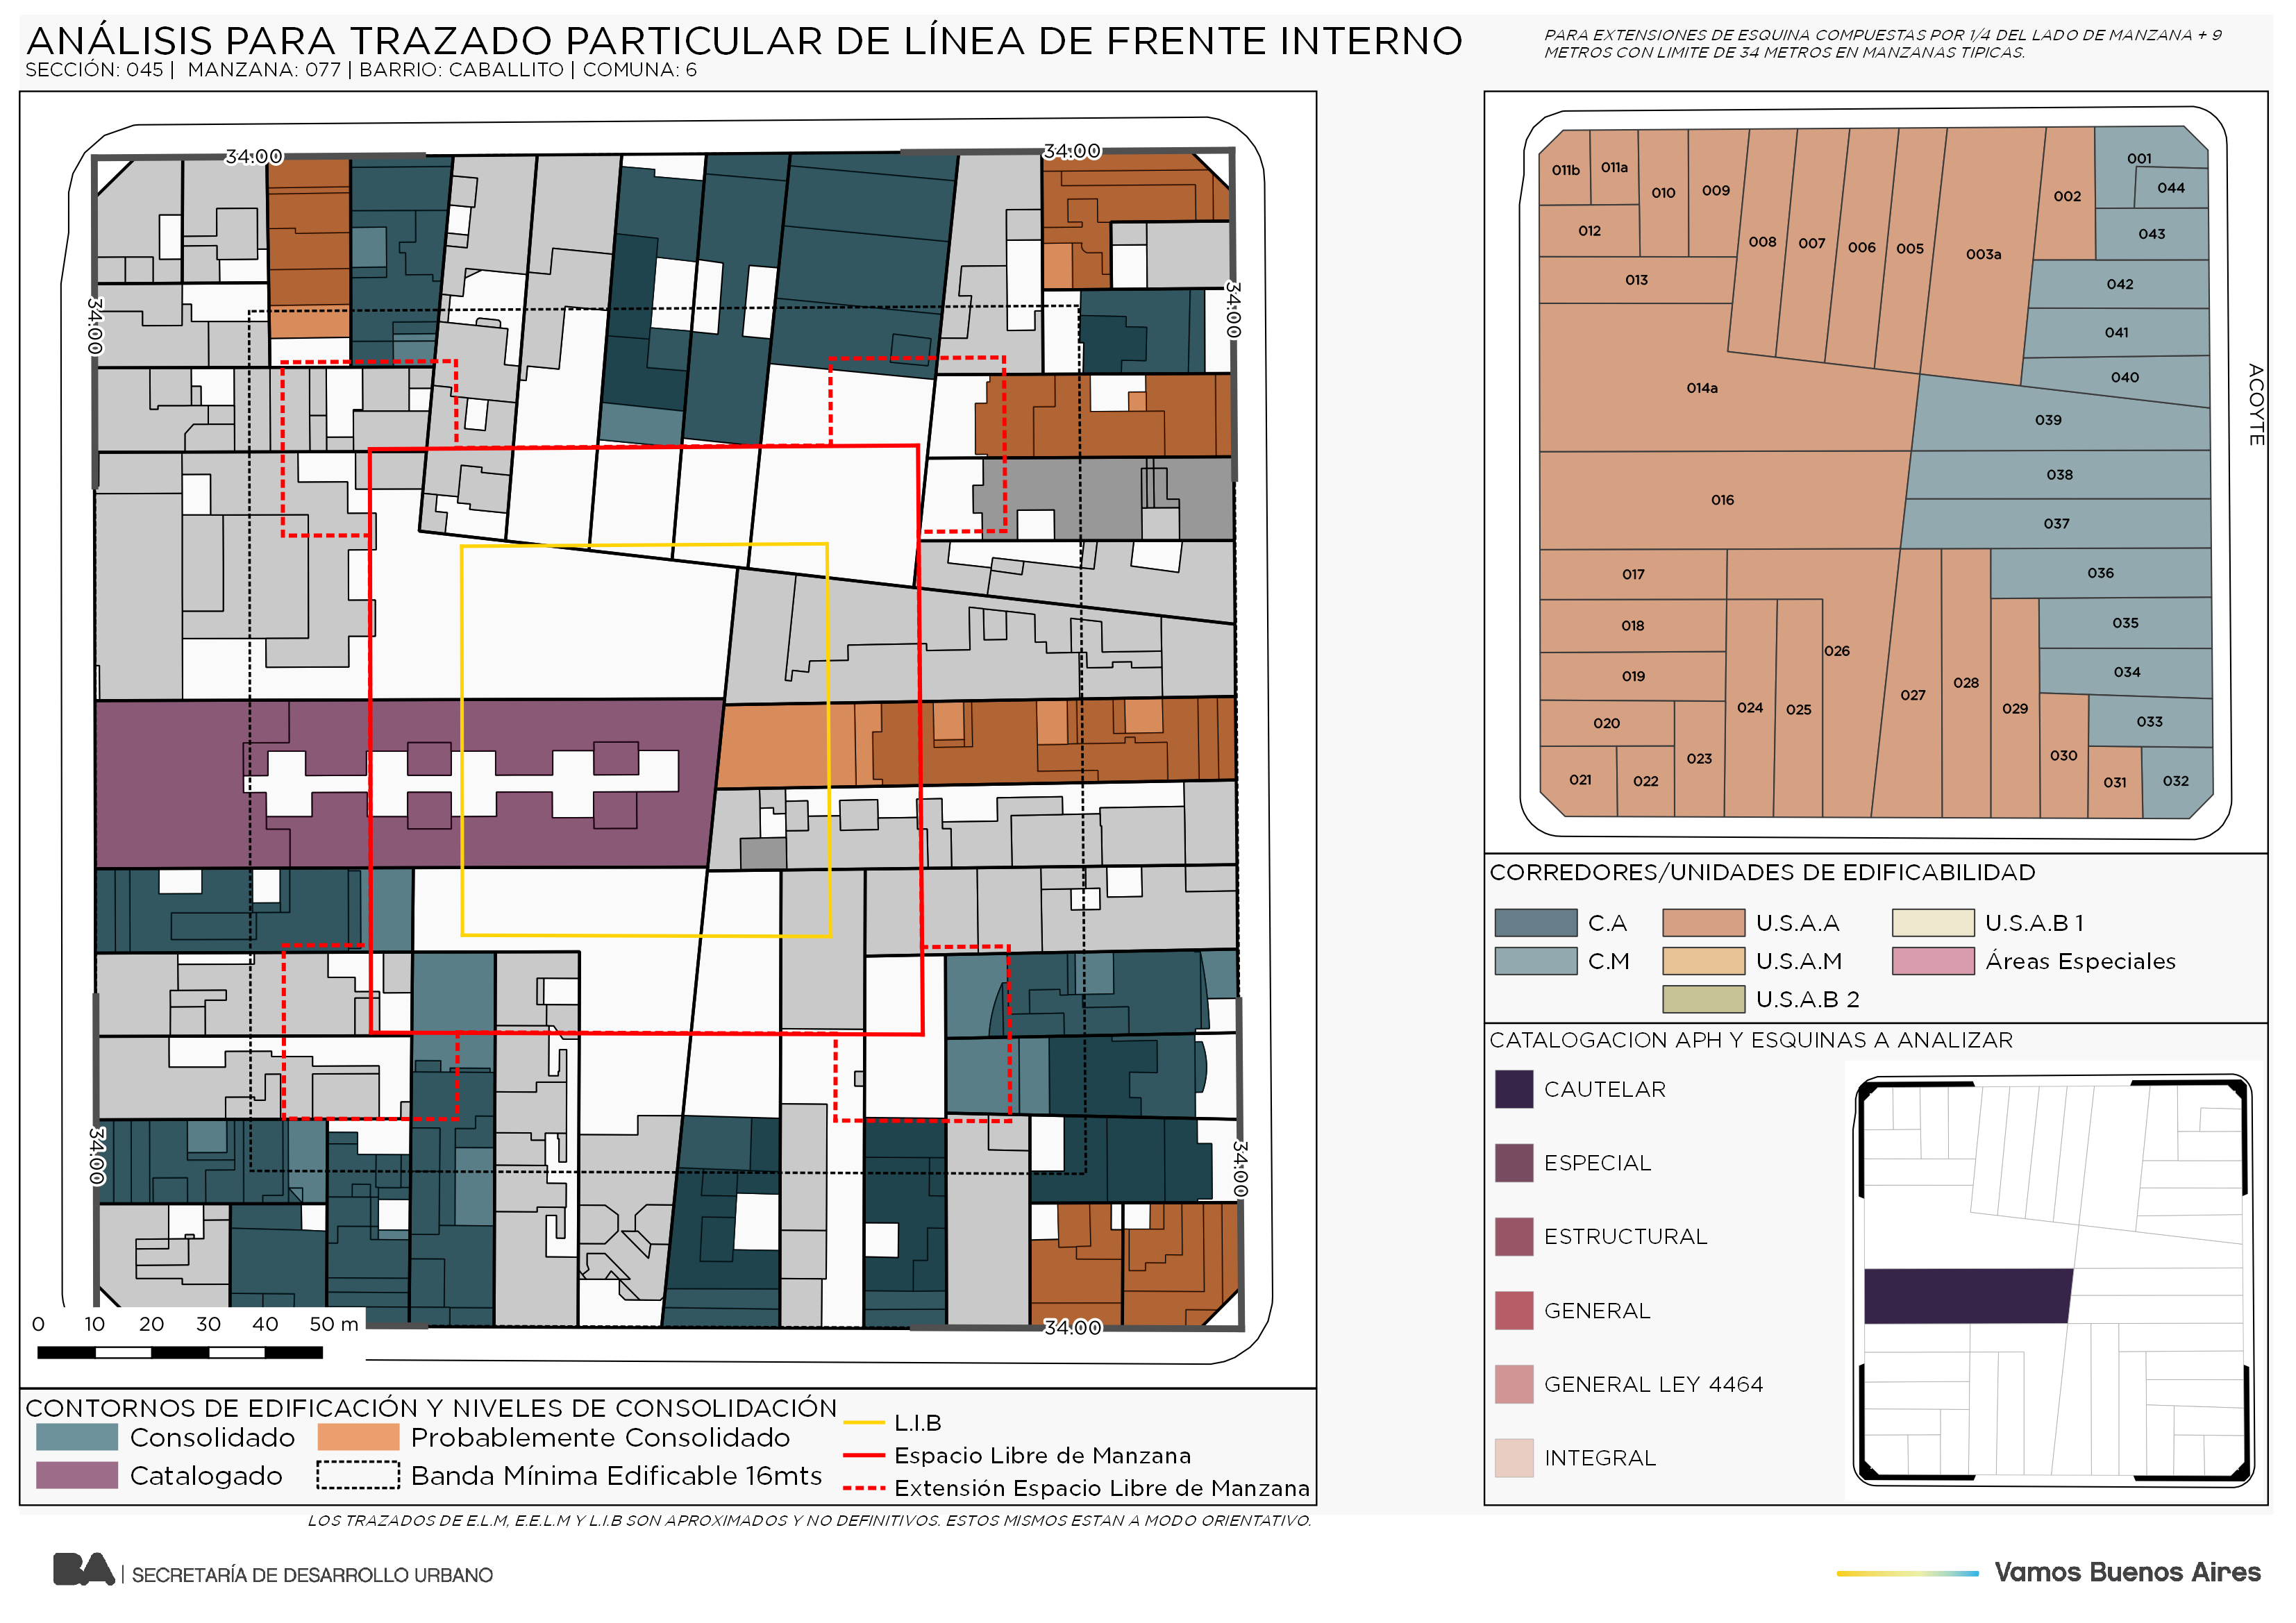 ANÁLISIS PARA TRAZADO PARTICULAR DE LÍNEA DE FRENTE INTERNO
SECCIÓN: 045 | MANZANA: 077 | BARRIO: CABALLITO | COMUNA: 6
PARA EXTENSIONES DE ESQUINA COMPUESTAS POR 1/4 DEL LADO DE MANZANA + 9
METROS CON LIMITE DE 34 METROS EN MANZANAS TIPICAS.
34.00
34.00
34.00
34.00
34.00
34.00
34.00
0 10 20 30 40 50 m
CONTORNOS DE EDIFICACIÓN Y NIVELES DE CONSOLIDACIÓN
Consolidado
Probablemente Consolidado
Catalogado
Banda Mínima Edificable 16mts
L.I.B
Espacio Libre de Manzana
Extensión Espacio Libre de Manzana
LOS TRAZADOS DE E.L.M, E.E.L.M Y L.I.B SON APROXIMADOS Y NO DEFINITIVOS. ESTOS MISMOS ESTAN A MODO ORIENTATIVO.
011b
011a
010
009
008
007
006
005
003a
002
001
044
043
012
013
042
041
040
014a
039
016
038
037
017
036
018
035
026
019
034
024
025
027
028
029
020
033
023
030
021
022
031
032
ACOYTE
CORREDORES/UNIDADES DE EDIFICABILIDAD
C.A
U.S.A.A
U.S.A.B 1
C.M
U.S.A.M
Áreas Especiales
U.S.A.B 2
CATALOGACION APH Y ESQUINAS A ANALIZAR
CAUTELAR
ESPECIAL
ESTRUCTURAL
GENERAL
GENERAL LEY 4464
INTEGRAL
BA | SECRETARÍA DE DESARROLLO URBANO
Vamos Buenos Aires